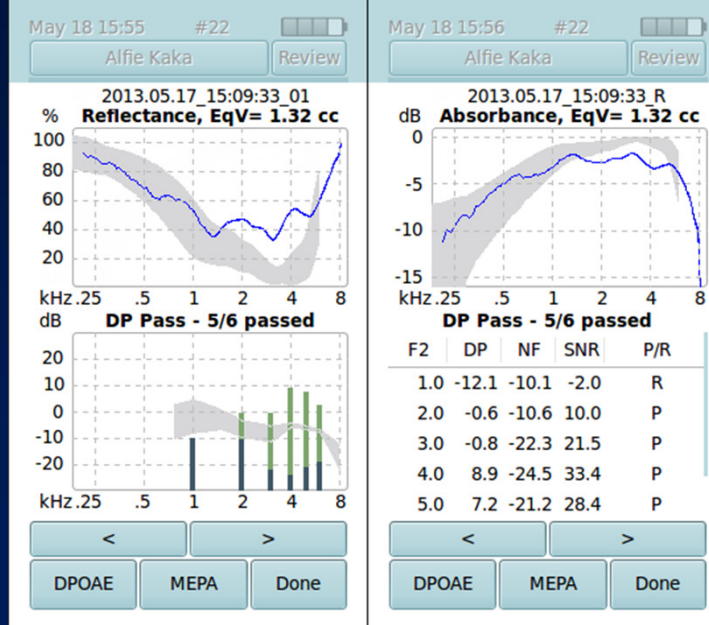 May 18 15:55 #22
Alfie Kaka Review
2013.05.17_15:09:33_01
% Reflectance, EqV= 1.32 cc
100
80
60
40
20
kHz .25 .5 1 2 4 8
dB DP Pass - 5/6 passed
20
10
0
-10
-20
kHz .25 .5 1 2 4 8
< >
DPOAE MEPA Done
May 18 15:56 #22
Alfie Kaka Review
2013.05.17_15:09:33_R
dB Absorbance, EqV= 1.32 cc
0
-5
-10
-15
kHz .25 .5 1 2 4 8
DP Pass - 5/6 passed
F2 DP NF SNR P/R
1.0 -12.1 -10.1 -2.0 R
2.0 -0.6 -10.6 10.0 P
3.0 -0.8 -22.3 21.5 P
4.0 8.9 -24.5 33.4 P
5.0 7.2 -21.2 28.4 P
< >
DPOAE MEPA Done